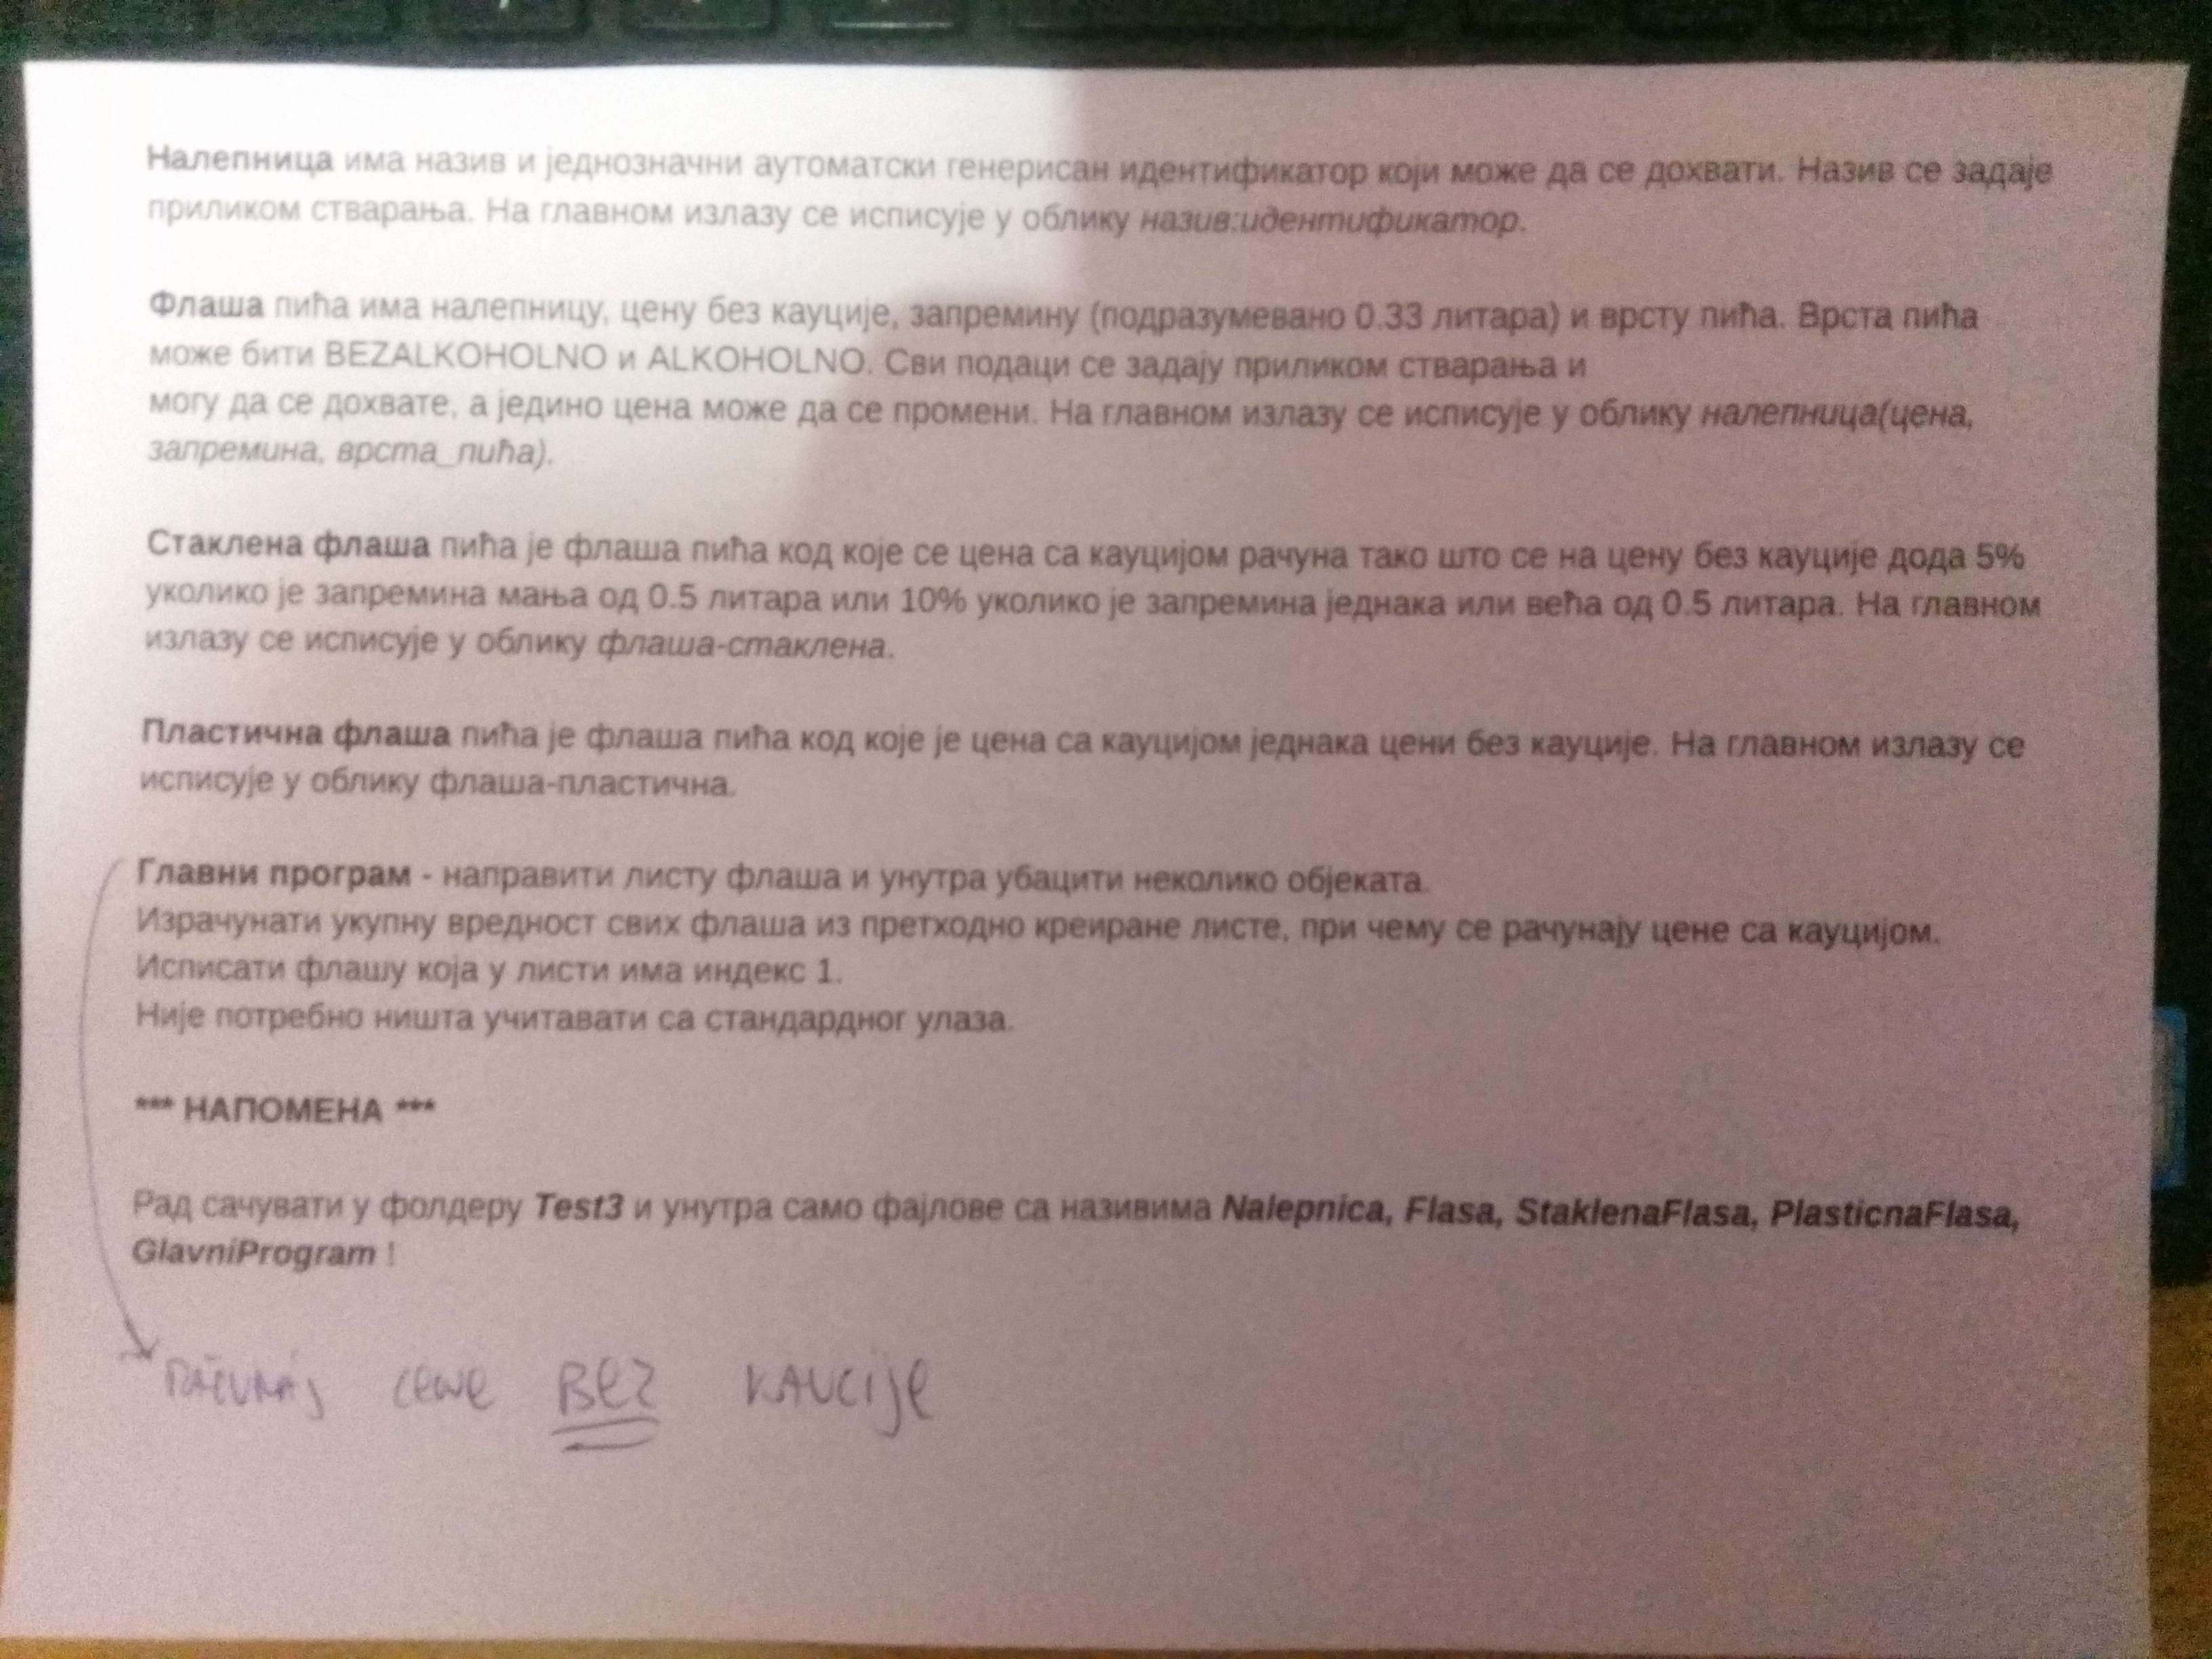 Налепница има назив и једнозначни аутоматски генерисан идентификатор који може да се дохвати. Назив се задаје
приликом стварања. На главном излазу се исписује у облику назив:идентификатор.
Флаша пића има налепницу, цену без кауције, запремину (подразумевано 0.33 литара) и врсту пића. Врста пића
може бити BEZALKOHOLNO и ALKOHOLNO. Сви подаци се задају приликом стварања и
могу да се дохвате, а једино цена може да се промени. На главном излазу се исписује у облику налепница(цена,
запремина, врста_пића).
Стаклена флаша пића је флаша пића код које се цена са кауцијом рачуна тако што се на цену без кауције дода 5%
уколико је запремина мања од 0.5 литара или 10% уколико је запремина једнака или већа од 0.5 литара. На главном
излазу се исписује у облику флаша-стаклена.
Пластична флаша пића је флаша пића код које је цена са кауцијом једнака цени без кауције. На главном излазу се
исписује у облику флаша-пластична.
Главни програм - направити листу флаша и унутра убацити неколико објеката.
Израчунати укупну вредност свих флаша из претходно креиране листе, при чему се рачунају цене са кауцијом.
Исписати флашу која у листи има индекс 1.
Није потребно ништа учитавати са стандардног улаза.
*** НАПОМЕНА ***
Рад сачувати у фолдеру Test3 и унутра само фајлове са називима Nalepnica, Flasa, StaklenaFlasa, PlasticnaFlasa,
GlavniProgram !
računaj cene BEZ KAUCIJE